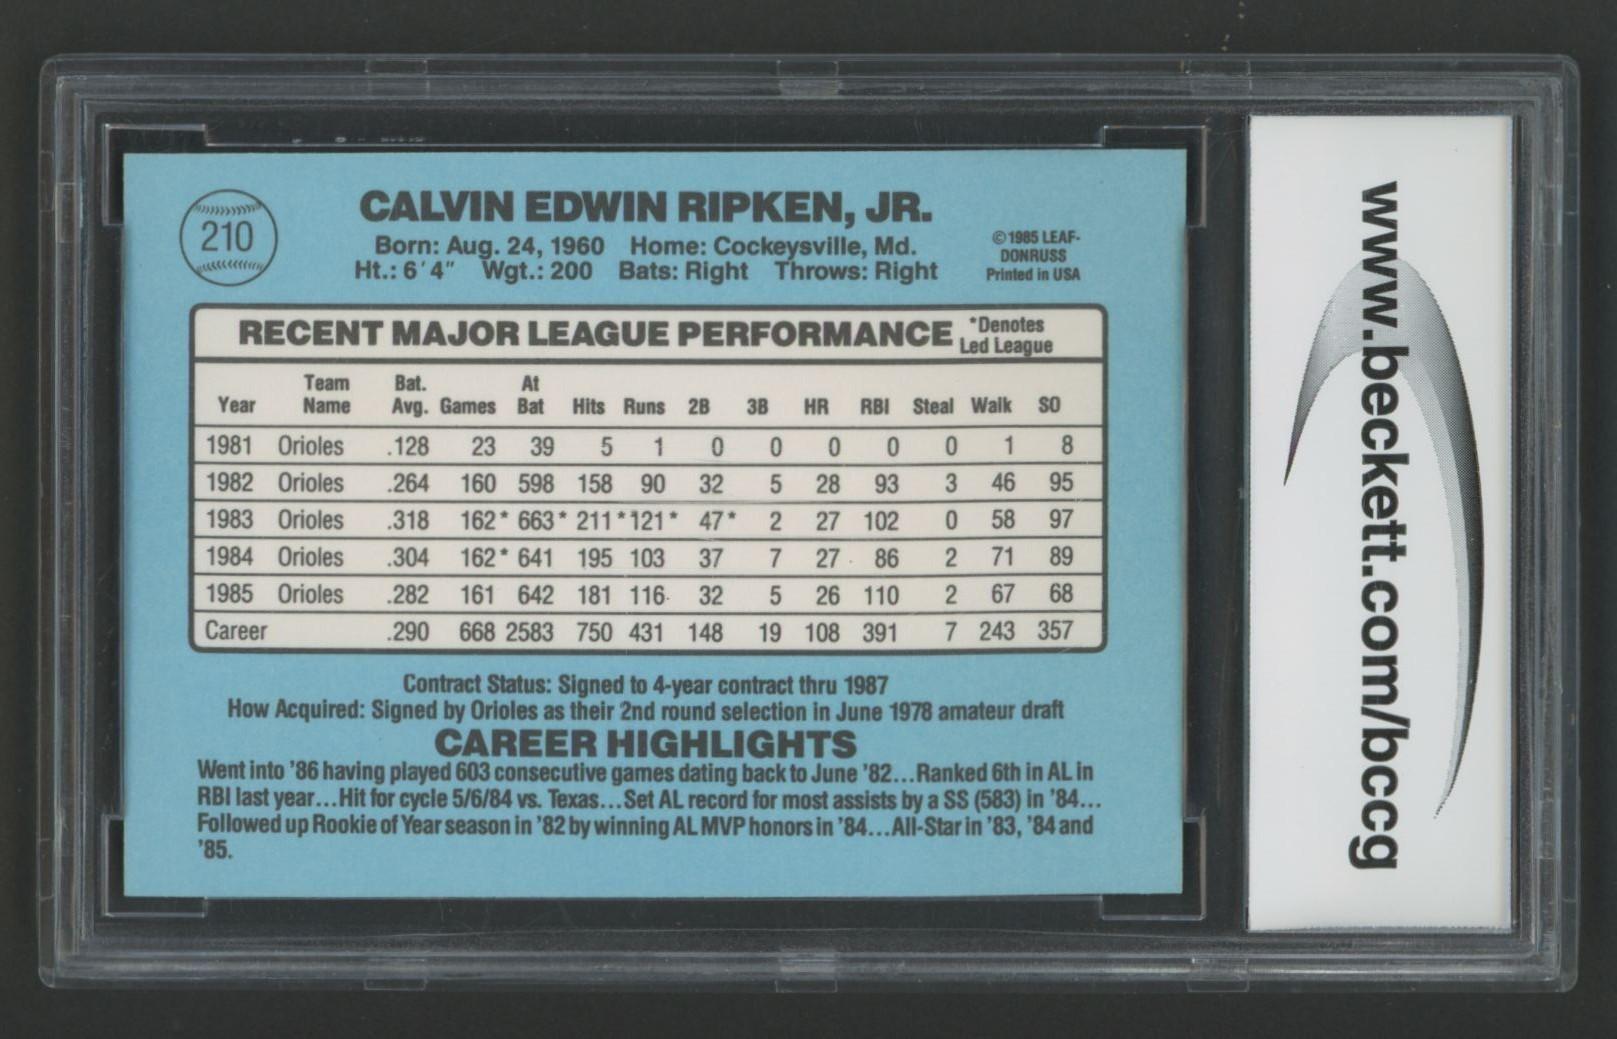 210
CALVIN EDWIN RIPKEN, JR.
Born: Aug. 24, 1960 Home: Cockeysville, Md.
Ht.: 6'4" Wgt.: 200 Bats: Right Throws: Right
©1985 LEAF-
DONRUSS
Printed in USA
RECENT MAJOR LEAGUE PERFORMANCE
*Denotes
Led League
Year Team Name Bat. Avg. Games At Bat Hits Runs 2B 3B HR RBI Steal Walk SO
1981 Orioles .128 23 39 5 1 0 0 0 0 0 1 8
1982 Orioles .264 160 598 158 90 32 5 28 93 3 46 95
1983 Orioles .318 162* 663* 211* 121* 47* 2 27 102 0 58 97
1984 Orioles .304 162* 641 195 103 37 7 27 86 2 71 89
1985 Orioles .282 161 642 181 116 32 5 26 110 2 67 68
Career .290 668 2583 750 431 148 19 108 391 7 243 357
Contract Status: Signed to 4-year contract thru 1987
How Acquired: Signed by Orioles as their 2nd round selection in June 1978 amateur draft
CAREER HIGHLIGHTS
Went into '86 having played 603 consecutive games dating back to June '82...Ranked 6th in AL in
RBI last year...Hit for cycle 5/6/84 vs. Texas...Set AL record for most assists by a SS (583) in '84...
Followed up Rookie of Year season in '82 by winning AL MVP honors in '84...All-Star in '83, '84 and
'85.
www.beckett.com/bccg